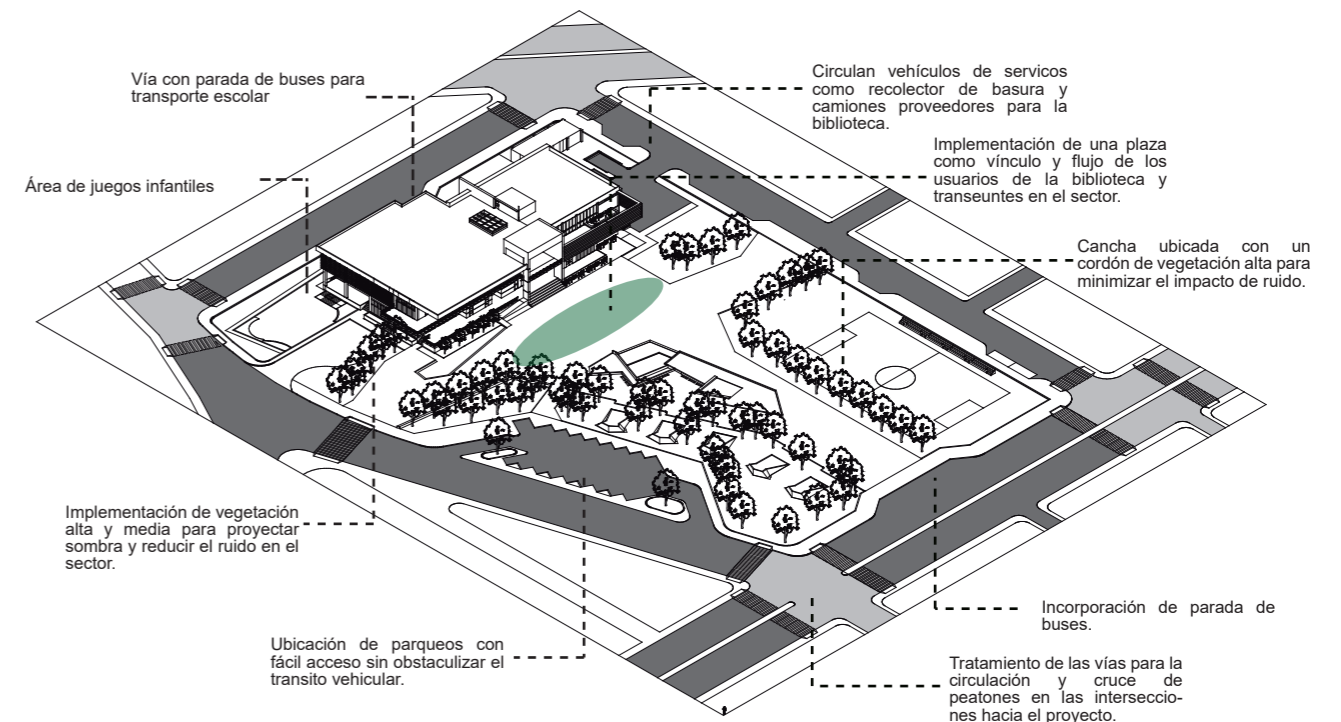 Vía con parada de buses para
transporte escolar
Área de juegos infantiles
Circulan vehículos de servicos
como recolector de basura y
camiones proveedores para la
biblioteca.
Implementación de una plaza
como vínculo y flujo de los
usuarios de la biblioteca y
transeuntes en el sector.
Cancha ubicada con un
cordón de vegetación alta para
minimizar el impacto de ruido.
Implementación de vegetación
alta y media para proyectar
sombra y reducir el ruido en el
sector.
Ubicación de parqueos con
fácil acceso sin obstaculizar el
transito vehicular.
Incorporación de parada de
buses.
Tratamiento de las vías para la
circulación y cruce de
peatones en las interseccio-
nes hacia el proyecto.